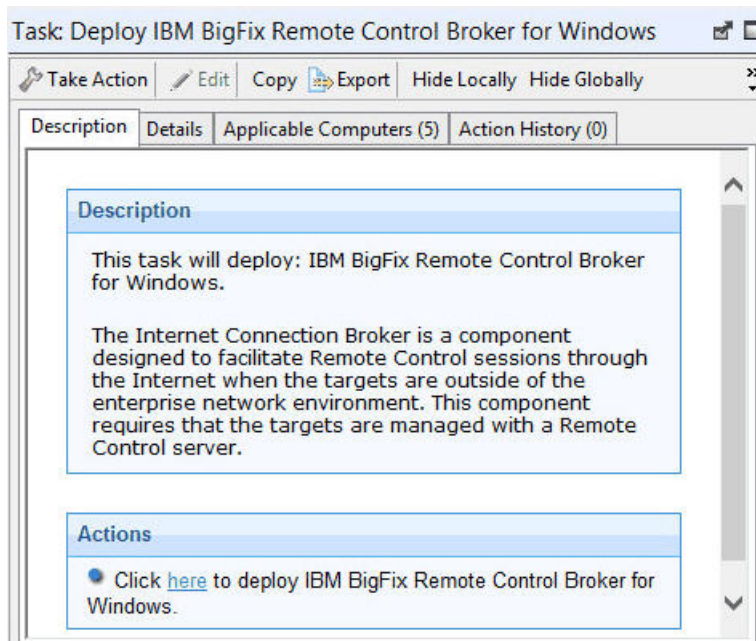 Task: Deploy IBM BigFix Remote Control Broker for Windows
Take Action Edit Copy Export Hide Locally Hide Globally »
Description Details Applicable Computers (5) Action History (0)
Description
This task will deploy: IBM BigFix Remote Control Broker
for Windows.
The Internet Connection Broker is a component
designed to facilitate Remote Control sessions through
the Internet when the targets are outside of the
enterprise network environment. This component
requires that the targets are managed with a Remote
Control server.
Actions
Click here to deploy IBM BigFix Remote Control Broker for
Windows.